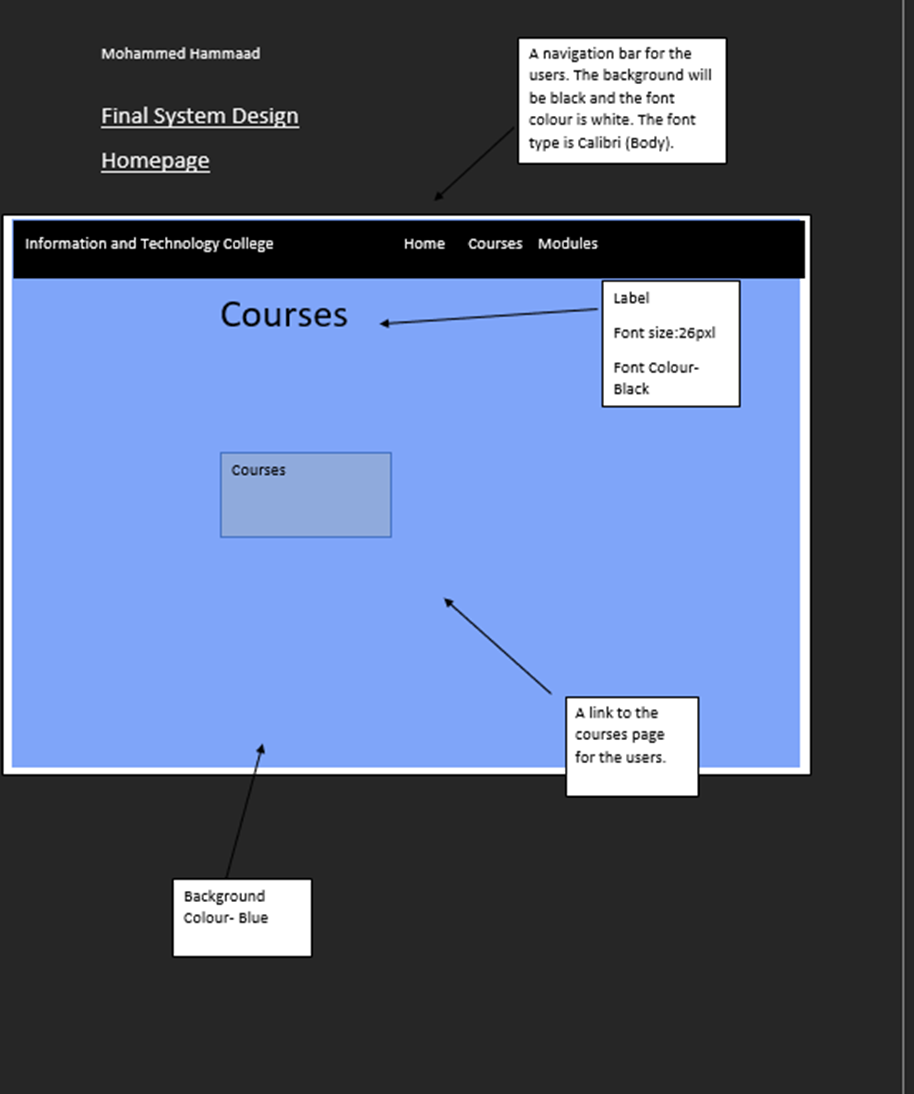 Mohammed Hammaad
Final System Design
Homepage
A navigation bar for the
users. The background will
be black and the font
colour is white. The font
type is Calibri (Body).
Information and Technology College
Home Courses Modules
Courses
Label
Font size:26pxl
Font Colour-
Black
Courses
A link to the
courses page
for the users.
Background
Colour- Blue